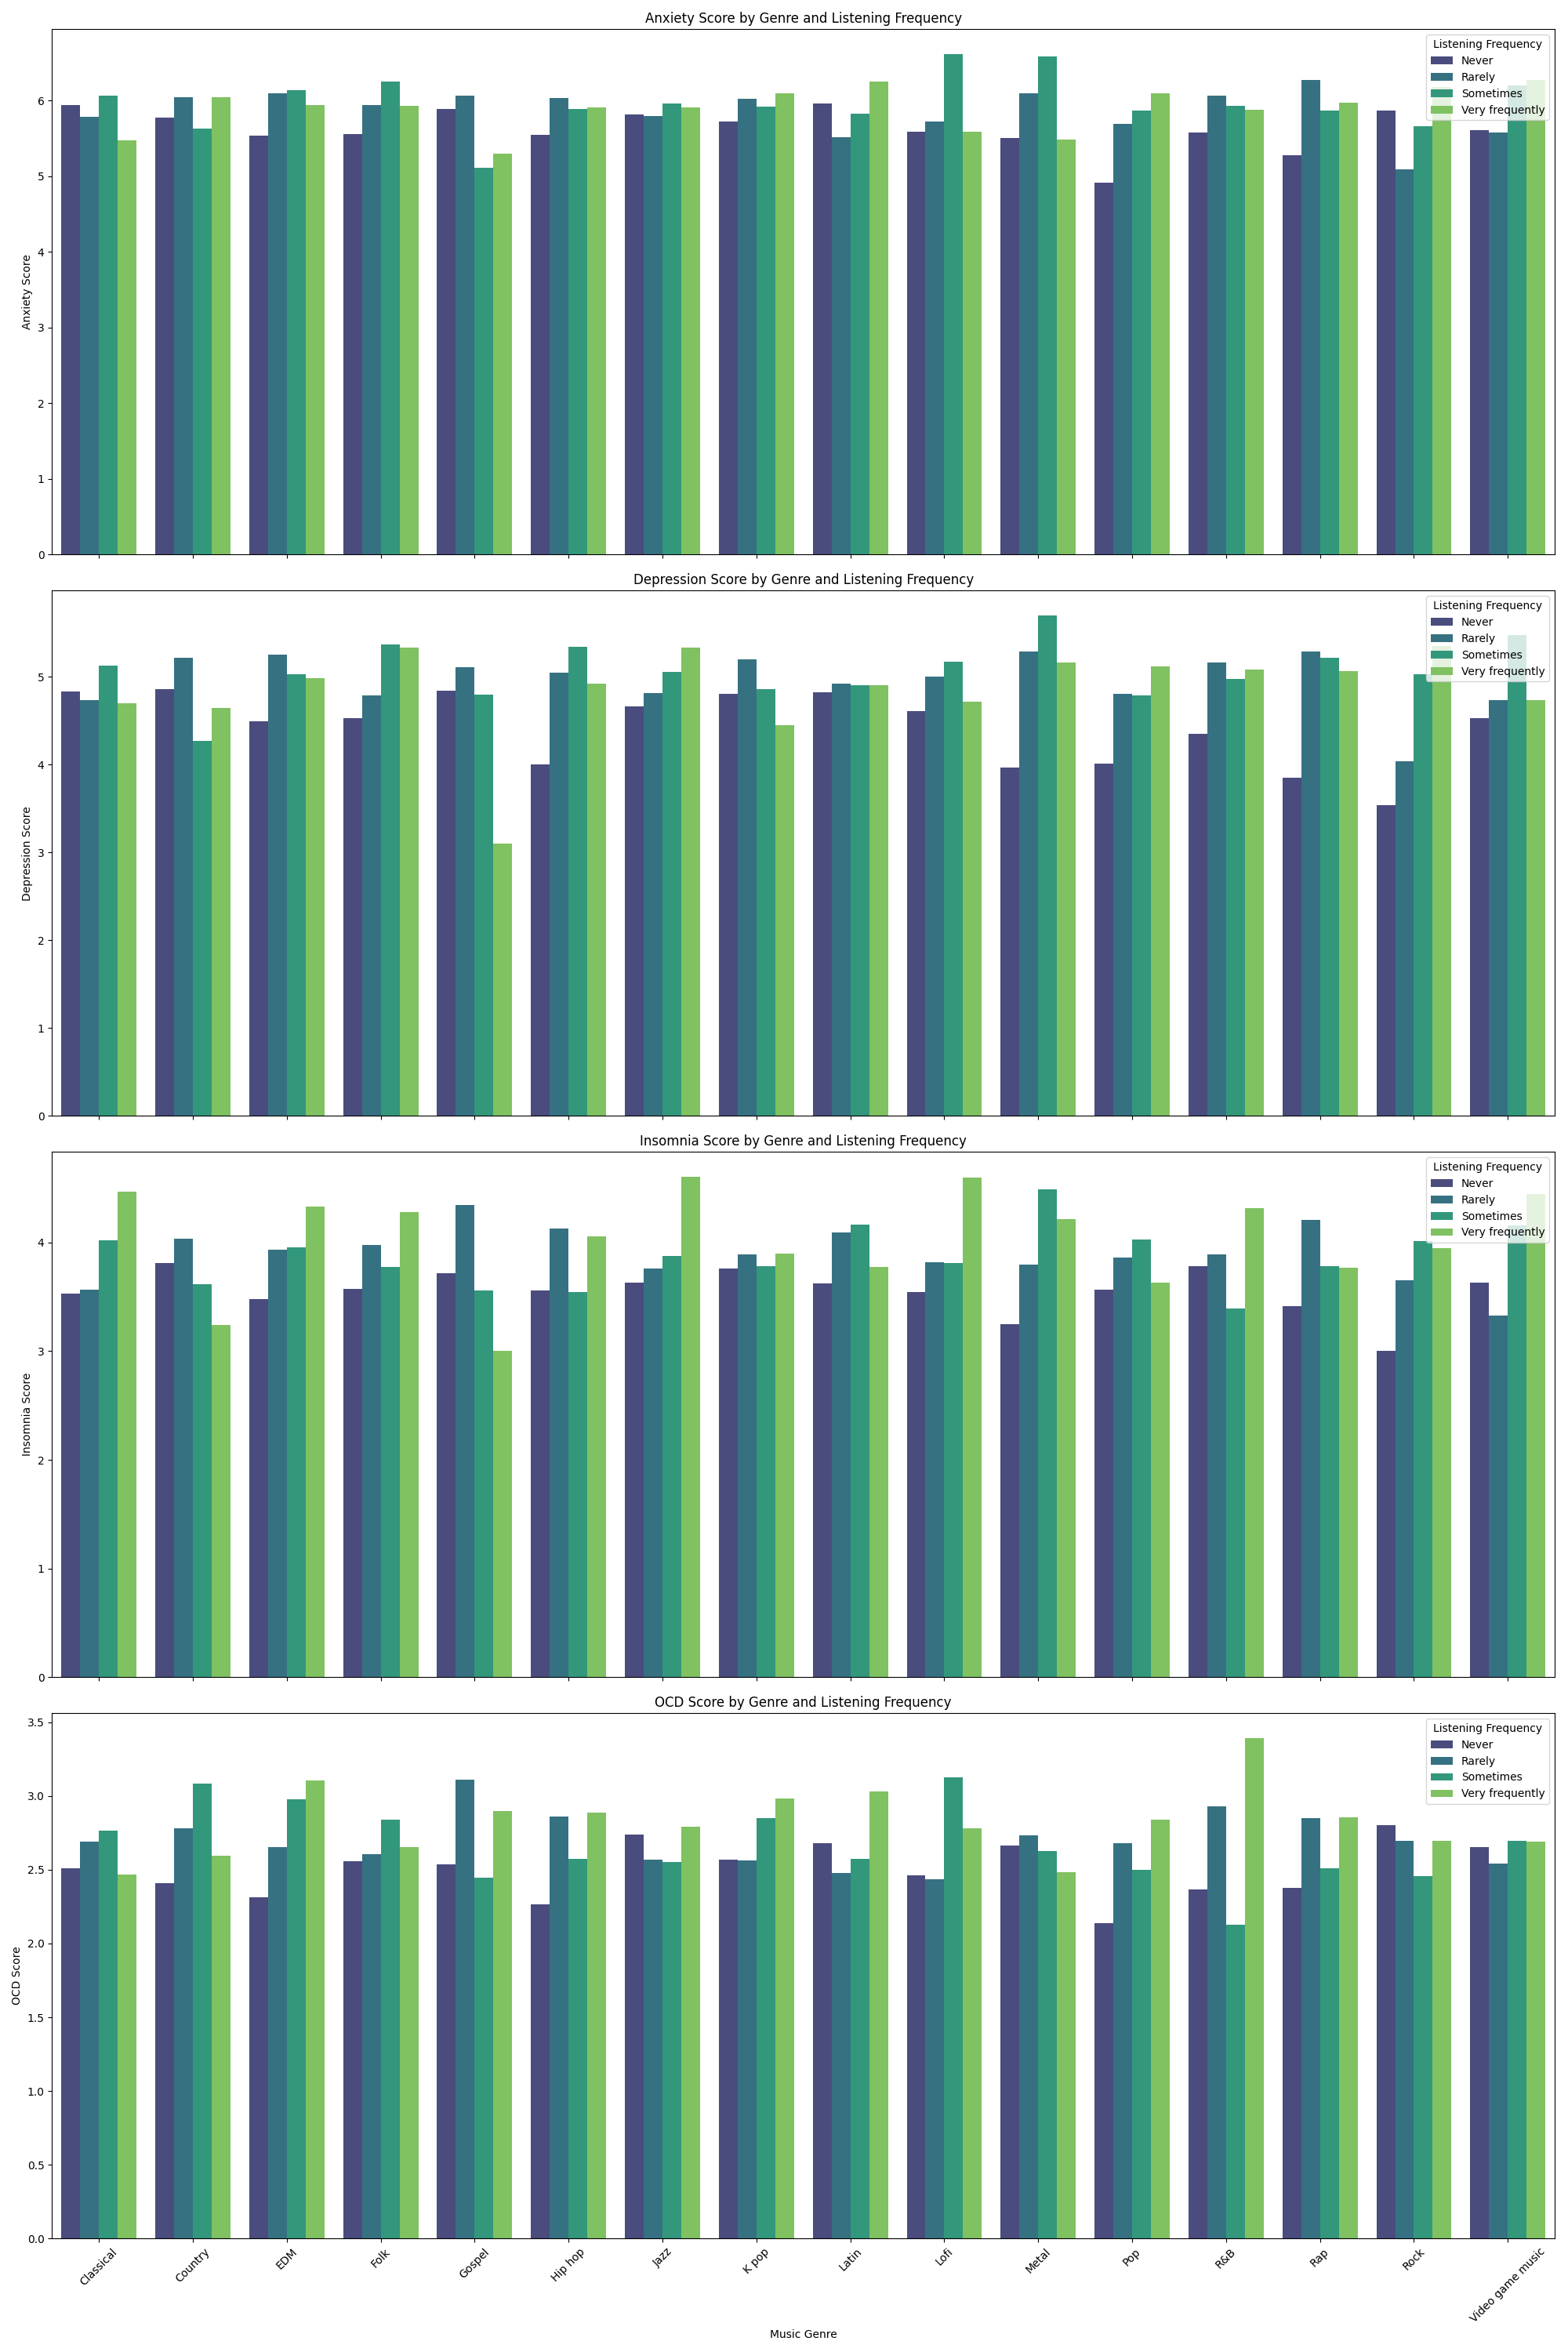 Anxiety Score by Genre and Listening Frequency
Listening Frequency
Never
Rarely
Sometimes
Very frequently
6
5
4
3
2
1
0
Anxiety Score
Depression Score by Genre and Listening Frequency
Listening Frequency
Never
Rarely
Sometimes
Very frequently
5
4
3
2
1
0
Depression Score
Insomnia Score by Genre and Listening Frequency
Listening Frequency
Never
Rarely
Sometimes
Very frequently
4
3
2
1
0
Insomnia Score
OCD Score by Genre and Listening Frequency
Listening Frequency
Never
Rarely
Sometimes
Very frequently
3.5
3.0
2.5
2.0
1.5
1.0
0.5
0.0
OCD Score
Classical
Country
EDM
Folk
Gospel
Hip hop
Jazz
K pop
Latin
Lofi
Metal
Pop
R&B
Rap
Rock
Video game music
Music Genre